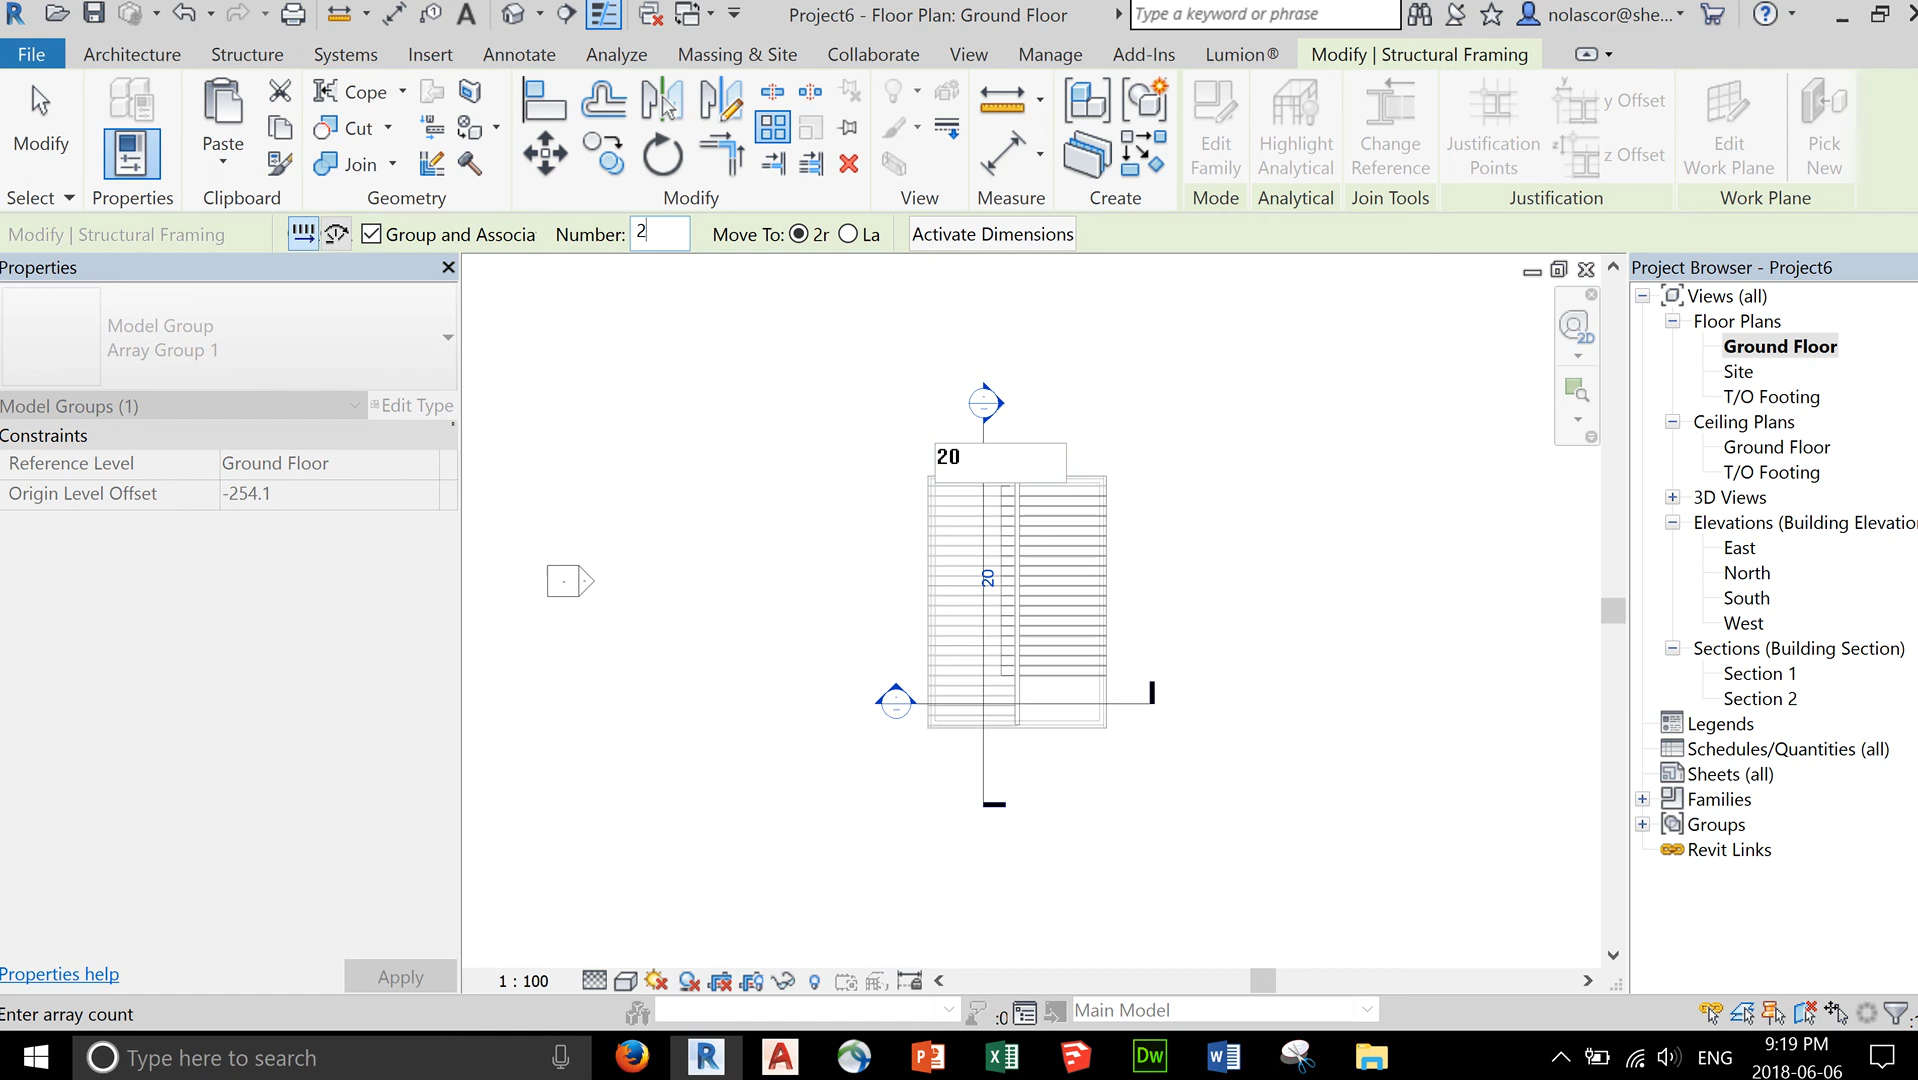 Project6 - Floor Plan: Ground Floor
Type a keyword or phrase
nolascor@she...
File Architecture Structure Systems Insert Annotate Analyze Massing & Site Collaborate View Manage Add-Ins Lumion® Modify | Structural Framing
Modify
Paste
Cope
Cut
Join
Edit Family
Highlight Analytical
Change Reference
Justification Points
y Offset
z Offset
Edit Work Plane
Pick New
Select Properties Clipboard Geometry Modify View Measure Create Mode Analytical Join Tools Justification Work Plane
Modify | Structural Framing Group and Associa Number: 2 Move To: 2r La Activate Dimensions
Properties
Model Group
Array Group 1
Model Groups (1) Edit Type
Constraints
Reference Level Ground Floor
Origin Level Offset -254.1
Properties help Apply
20
20
2D
1 : 100
Project Browser - Project6
Views (all)
Floor Plans
Ground Floor
Site
T/O Footing
Ceiling Plans
Ground Floor
T/O Footing
3D Views
Elevations (Building Elevatio
East
North
South
West
Sections (Building Section)
Section 1
Section 2
Legends
Schedules/Quantities (all)
Sheets (all)
Families
Groups
Revit Links
Enter array count
:0
Main Model
Type here to search
Dw
ENG
9:19 PM
2018-06-06